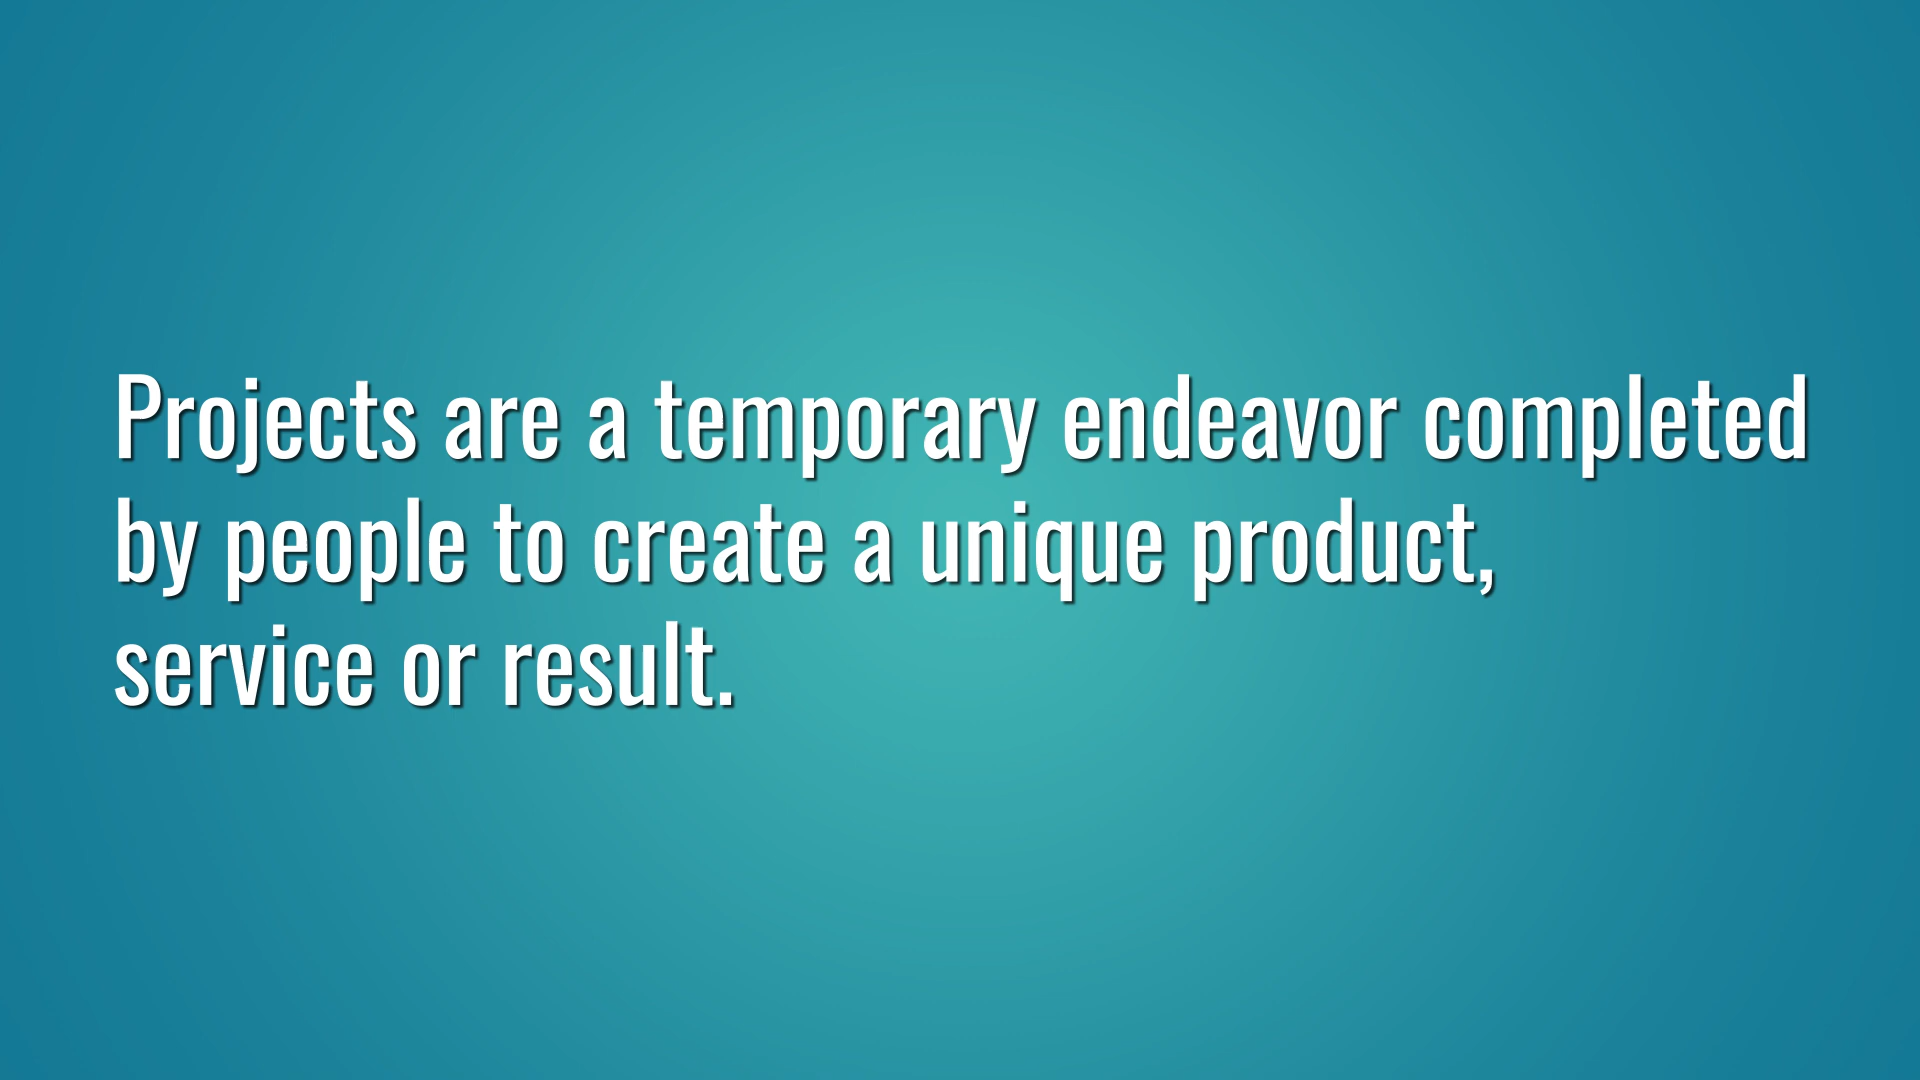 Projects are a temporary endeavor completed
by people to create a unique product,
service or result.